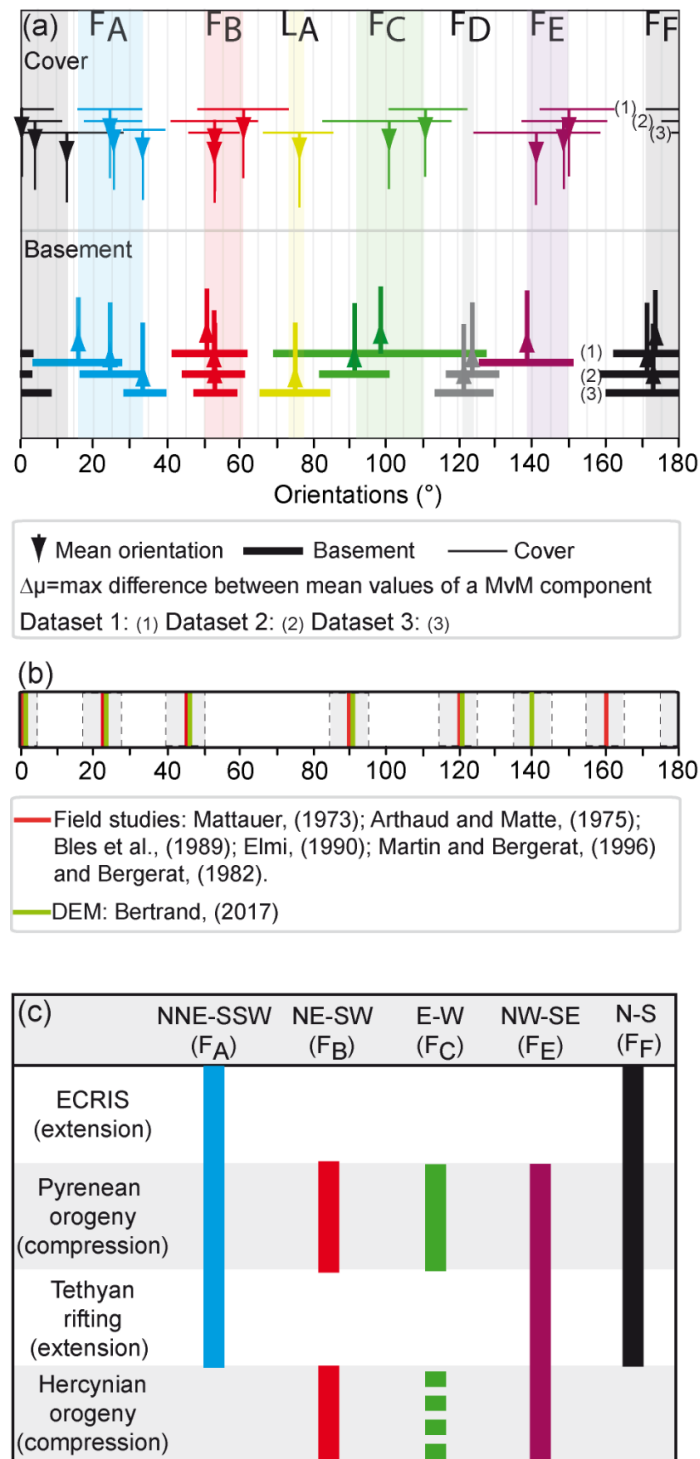 (a) FA FB LA FC FD FE FF
Cover
(1)
(2)
(3)
Basement
(1)
(2)
(3)
0 20 40 60 80 100 120 140 160 180
Orientations (°)
Mean orientation Basement Cover
Δμ=max difference between mean values of a MvM component
Dataset 1: (1) Dataset 2: (2) Dataset 3: (3)
(b)
0 20 40 60 80 100 120 140 160 180
Field studies: Mattauer, (1973); Arthaud and Matte, (1975);
Bles et al., (1989); Elmi, (1990); Martin and Bergerat, (1996)
and Bergerat, (1982).
DEM: Bertrand, (2017)
(c) NNE-SSW NE-SW E-W NW-SE N-S
(FA) (FB) (FC) (FE) (FF)
ECRIS
(extension)
Pyrenean
orogeny
(compression)
Tethyan
rifting
(extension)
Hercynian
orogeny
(compression)